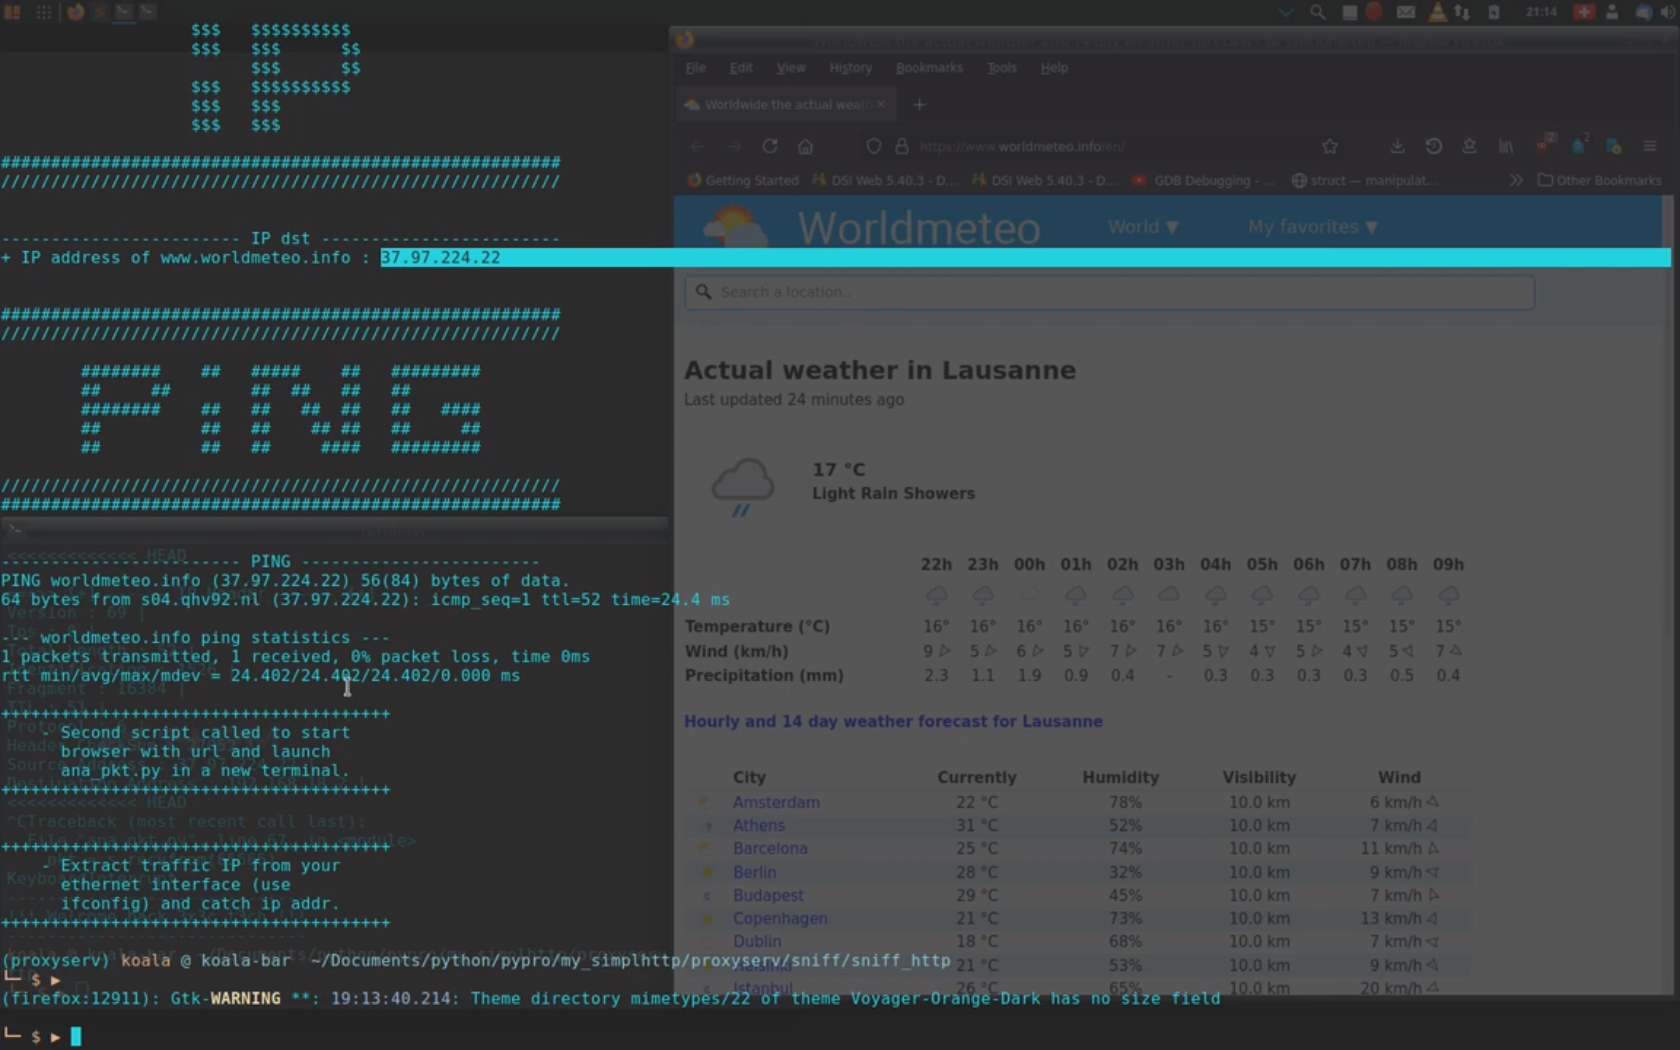 21:14
File Edit View History Bookmarks Tools Help
Worldwide the actual weat
https://www.worldmeteo.info/en/
Getting Started DSI Web 5.40.3 - D... DSI Web 5.40.3 - D... GDB Debugging - ... struct — manipulat... Other Bookmarks
Worldmeteo World ▼ My favorites ▼
Search a location..
Actual weather in Lausanne
Last updated 24 minutes ago
17 °C
Light Rain Showers
22h 23h 00h 01h 02h 03h 04h 05h 06h 07h 08h 09h
Temperature (°C) 16° 16° 16° 16° 16° 16° 16° 15° 15° 15° 15° 15°
Wind (km/h) 9 5 6 5 7 7 5 4 5 4 5 7
Precipitation (mm) 2.3 1.1 1.9 0.9 0.4 - 0.3 0.3 0.3 0.3 0.5 0.4
Hourly and 14 day weather forecast for Lausanne
City Currently Humidity Visibility Wind
Amsterdam 22 °C 78% 10.0 km 6 km/h
Athens 31 °C 52% 10.0 km 7 km/h
Barcelona 25 °C 74% 10.0 km 11 km/h
Berlin 28 °C 32% 10.0 km 9 km/h
Budapest 29 °C 45% 10.0 km 7 km/h
Copenhagen 21 °C 73% 10.0 km 13 km/h
Dublin 18 °C 68% 10.0 km 7 km/h
Helsinki 21 °C 53% 10.0 km 9 km/h
Istanbul 26 °C 65% 10.0 km 20 km/h
IP
------------------------ IP dst ------------------------
+ IP address of www.worldmeteo.info : 37.97.224.22
PiNG
------------------------ PING ------------------------
PING worldmeteo.info (37.97.224.22) 56(84) bytes of data.
64 bytes from s04.qhv92.nl (37.97.224.22): icmp_seq=1 ttl=52 time=24.4 ms
--- worldmeteo.info ping statistics ---
1 packets transmitted, 1 received, 0% packet loss, time 0ms
rtt min/avg/max/mdev = 24.402/24.402/24.402/0.000 ms
+++++++++++++++++++++++++++++++++++++++
- Second script called to start
browser with url and launch
ana_pkt.py in a new terminal.
+++++++++++++++++++++++++++++++++++++++
+++++++++++++++++++++++++++++++++++++++
- Extract traffic IP from your
ethernet interface (use
ifconfig) and catch ip addr.
+++++++++++++++++++++++++++++++++++++++
(proxyserv) koala @ koala-bar ~/Documents/python/pypro/my_simplhttp/proxyserv/sniff/sniff_http
└─ $ ▶
(firefox:12911): Gtk-WARNING **: 19:13:40.214: Theme directory mimetypes/22 of theme Voyager-Orange-Dark has no size field
└─ $ ▶
<<<<<<<<<<<<< HEAD
Version : 69 |
Fragment : 16384 |
<<<<<<<<<<<<< HEAD
^CTraceback (most recent call last):